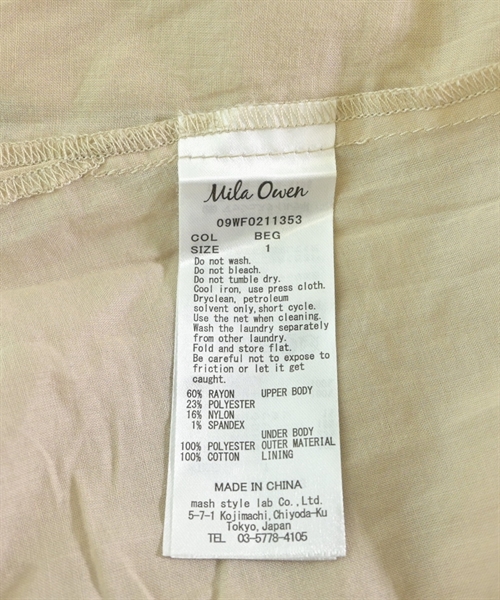 Mila Owen
09WF0211353
COL BEG
SIZE 1
Do not wash.
Do not bleach.
Do not tumble dry.
Cool iron, use press cloth.
Dryclean, petroleum
solvent only, short cycle.
Use the net when cleaning.
Wash the laundry separately
from other laundry.
Fold and store flat.
Be careful not to expose to
friction or let it get
caught.
60% RAYON UPPER BODY
23% POLYESTER
16% NYLON
1% SPANDEX
UNDER BODY
100% POLYESTER OUTER MATERIAL
100% COTTON LINING
MADE IN CHINA
mash style lab Co., Ltd.
5-7-1 Kojimachi, Chiyoda-Ku
Tokyo, Japan
TEL 03-5778-4105